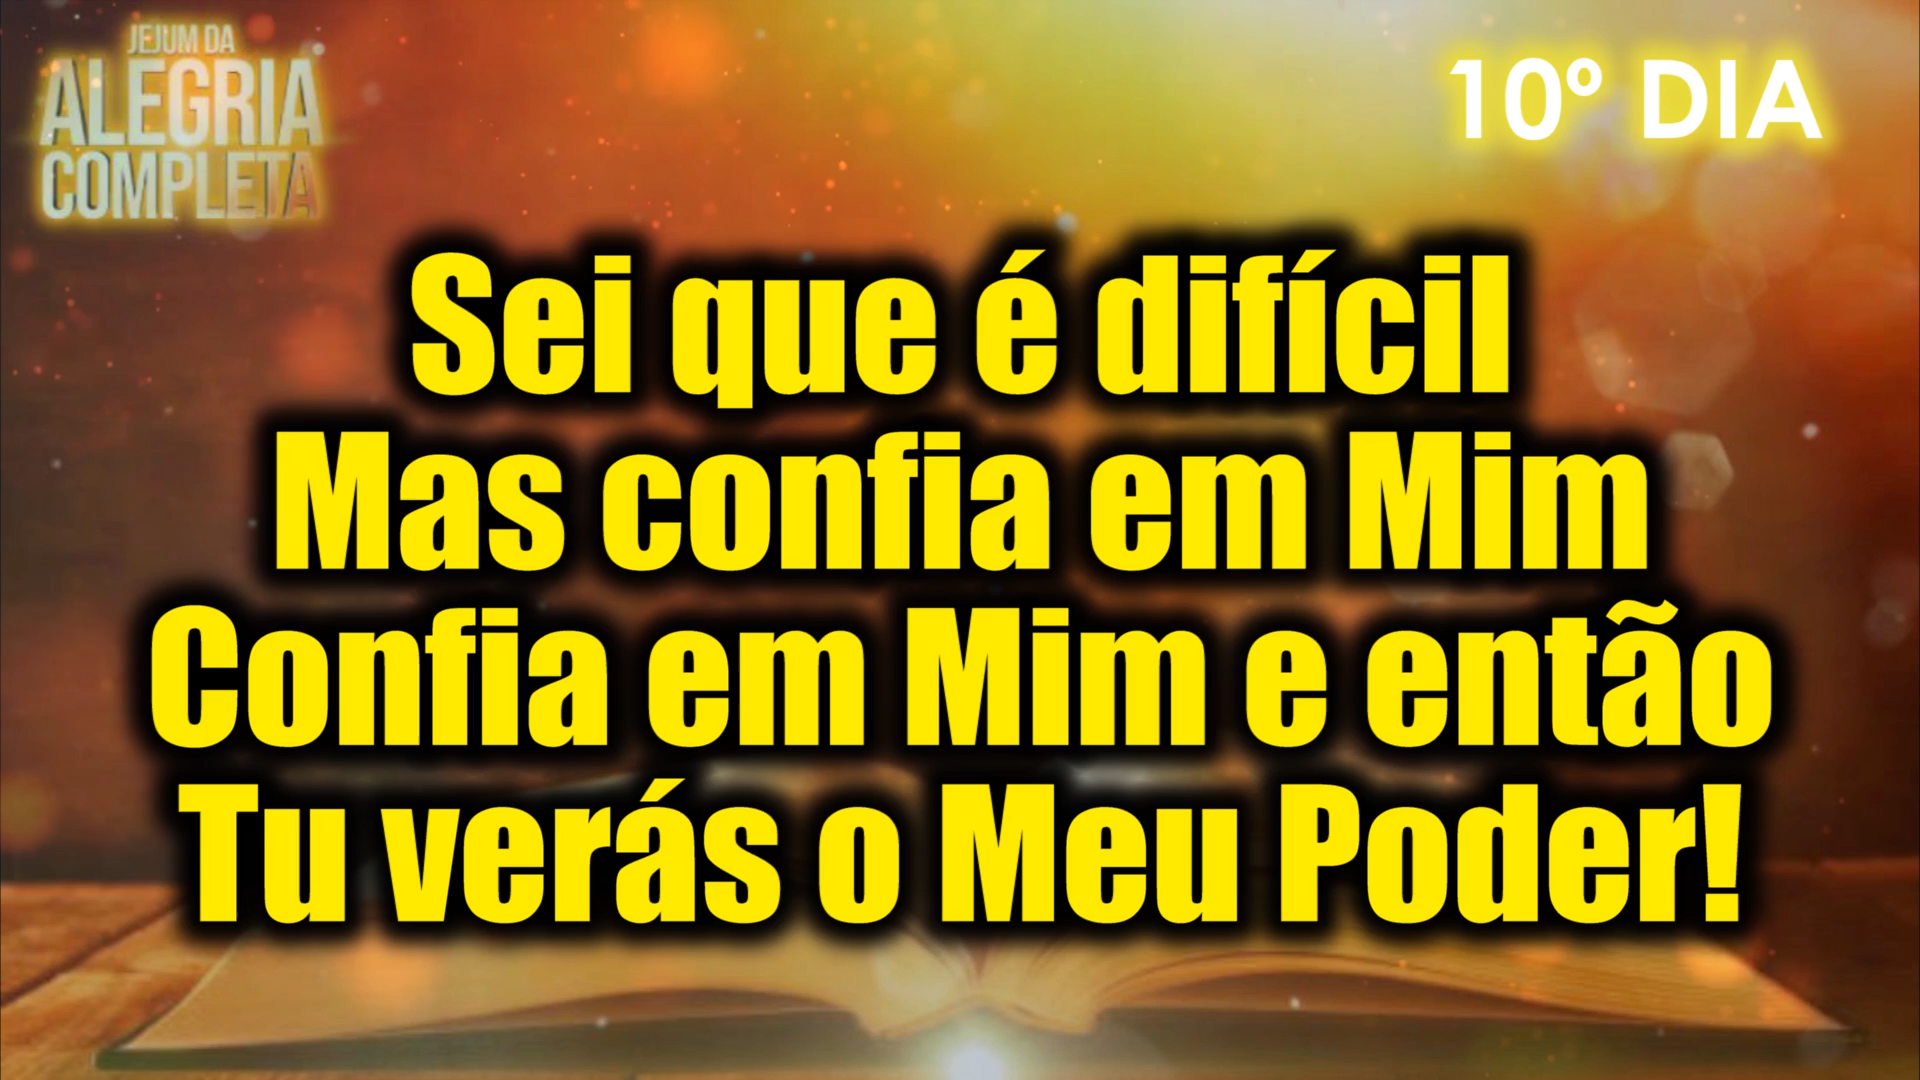 JEJUM DA
ALEGRIA
COMPLETA
10º DIA
Sei que é difícil
Mas confia em Mim
Confia em Mim e então
Tu verás o Meu Poder!